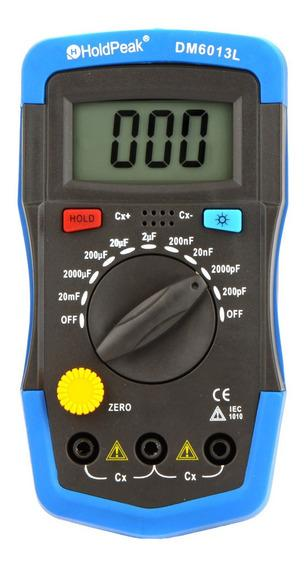 HoldPeak® DM6013L
000
HOLD Cx+ Cx-
2µF
20µF 200nF
200µF 20nF
2000µF 2000pF
20mF 200pF
OFF OFF
ZERO
CE
IEC
1010
Cx Cx